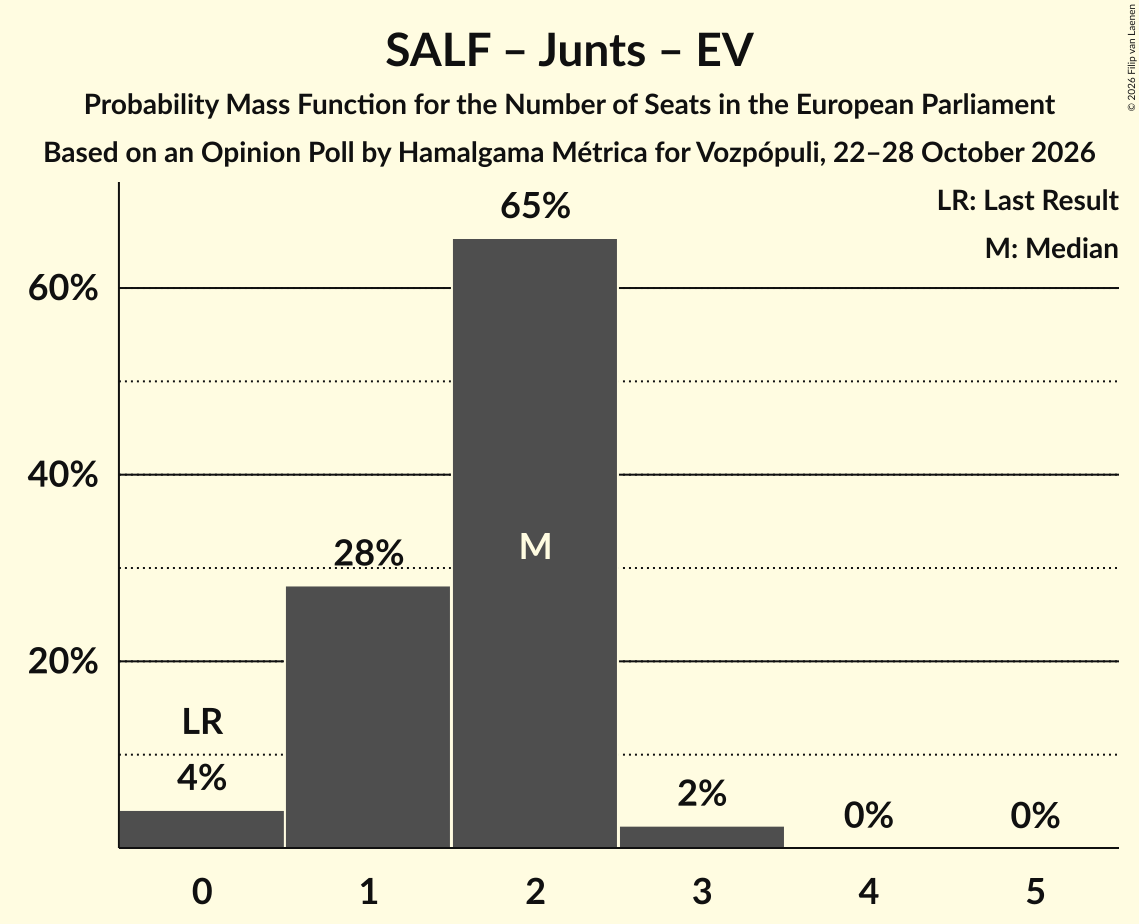 SALF – Junts – EV
Probability Mass Function for the Number of Seats in the European Parliament
Based on an Opinion Poll by Hamalgama Métrica for Vozpópuli, 22–28 October 2026
© 2026 Filip van Laenen
LR: Last Result
M: Median
65%
60%
40%
28%
M
20%
LR
4%
2%
0%
0%
0 1 2 3 4 5